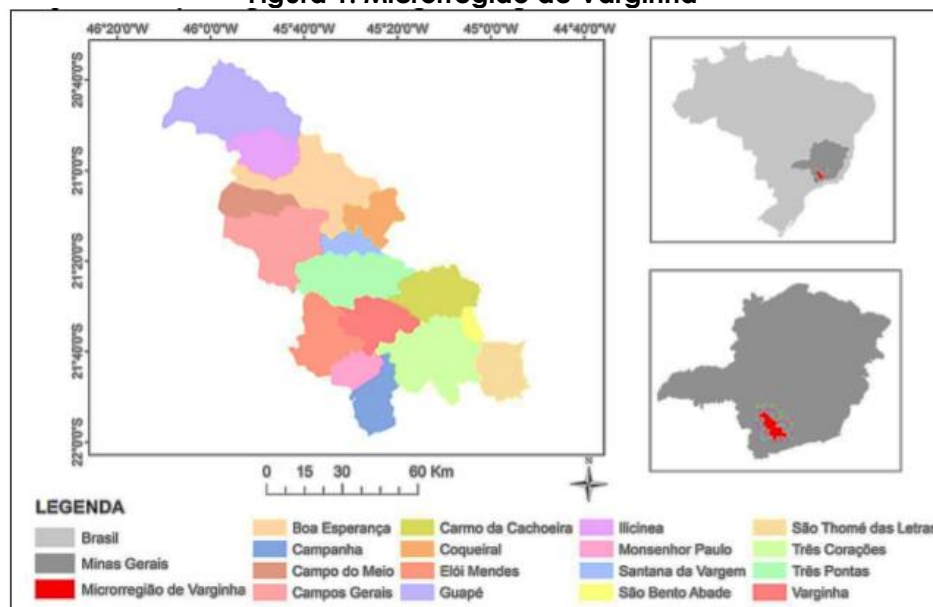 Figura 1: Microrregião de Varginha
46°20'0"W 46°0'0"W 45°40'0"W 45°20'0"W 45°0'0"W 44°40'0"W
20°40'S
21°0'0"S
21°20'0"S
21°40'0"S
22°0'0"S
N
0 15 30 60 Km
LEGENDA
Brasil
Minas Gerais
Microrregião de Varginha
Boa Esperança
Campanha
Campo do Meio
Campos Gerais
Carmo da Cachoeira
Coqueiral
Elói Mendes
Guapé
Ilicinea
Monsenhor Paulo
Santana da Vargem
São Bento Abade
São Thomé das Letras
Três Corações
Três Pontas
Varginha